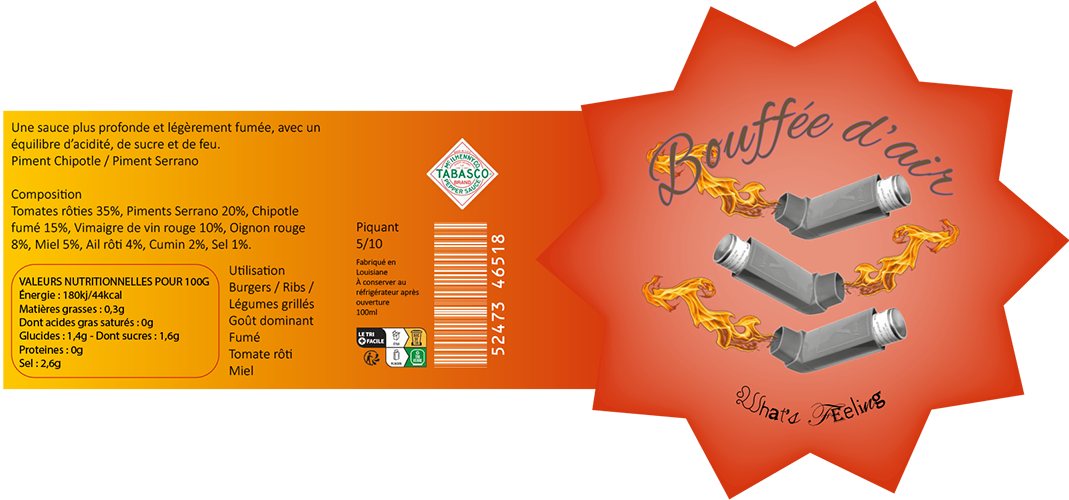 Une sauce plus profonde et légèrement fumée, avec un
équilibre d'acidité, de sucre et de feu.
Piment Chipotle / Piment Serrano
Composition
Tomates rôties 35%, Piments Serrano 20%, Chipotle
fumé 15%, Vimaigre de vin rouge 10%, Oignon rouge
8%, Miel 5%, Ail rôti 4%, Cumin 2%, Sel 1%.
VALEURS NUTRITIONNELLES POUR 100G
Énergie : 180kj/44kcal
Matières grasses : 0,3g
Dont acides gras saturés : 0g
Glucides : 1,4g - Dont sucres : 1,6g
Proteines : 0g
Sel : 2,6g
Utilisation
Burgers / Ribs /
Légumes grillés
Goût dominant
Fumé
Tomate rôti
Miel
McILHENNY CO.
TABASCO
BRAND
PEPPER SAUCE
Piquant
5/10
Fabriqué en
Louisiane
À conserver au
réfrigérateur après
ouverture
100ml
LE TRI
+ FACILE
52473 46518
Bouffée d'air
What's FEeling